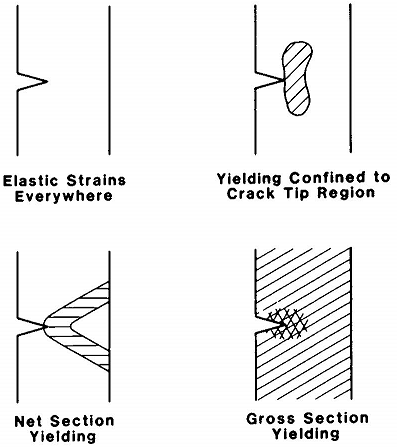 Elastic Strains
Everywhere
Yielding Confined to
Crack Tip Region
Net Section
Yielding
Gross Section
Yielding